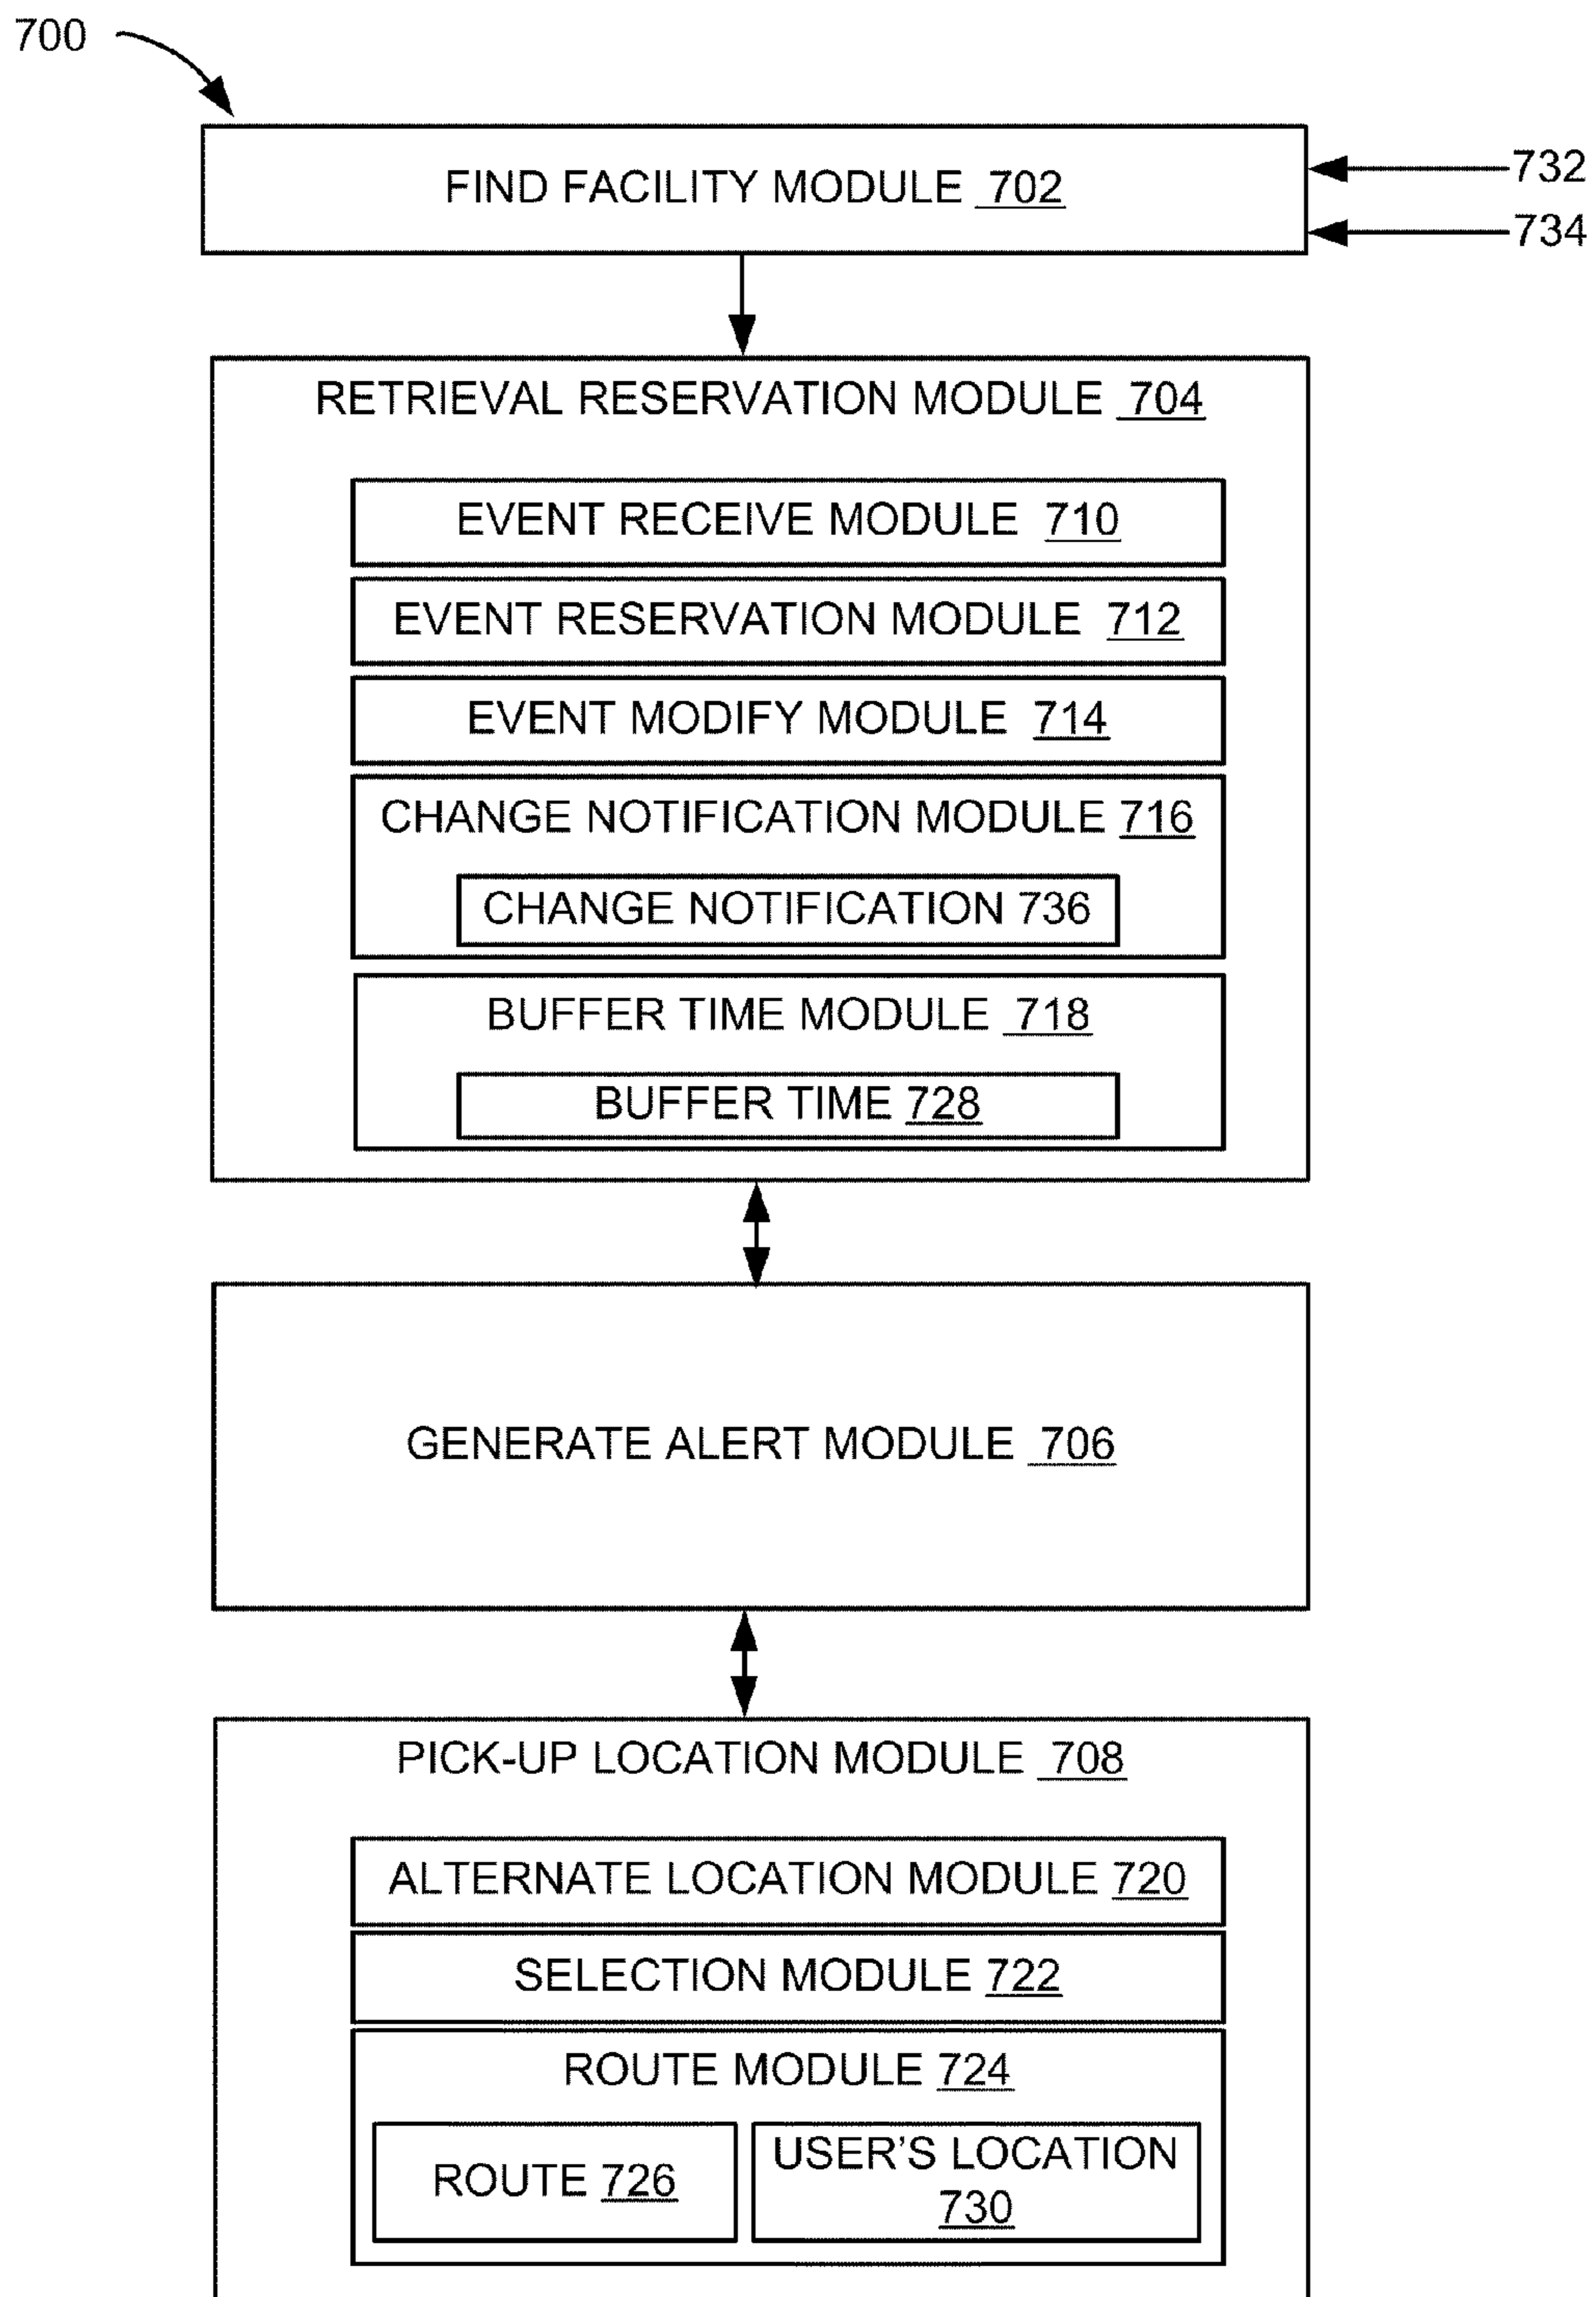 700
FIND FACILITY MODULE 702
732
734
RETRIEVAL RESERVATION MODULE 704
EVENT RECEIVE MODULE 710
EVENT RESERVATION MODULE 712
EVENT MODIFY MODULE 714
CHANGE NOTIFICATION MODULE 716
CHANGE NOTIFICATION 736
BUFFER TIME MODULE 718
BUFFER TIME 728
GENERATE ALERT MODULE 706
PICK-UP LOCATION MODULE 708
ALTERNATE LOCATION MODULE 720
SELECTION MODULE 722
ROUTE MODULE 724
ROUTE 726
USER'S LOCATION
730